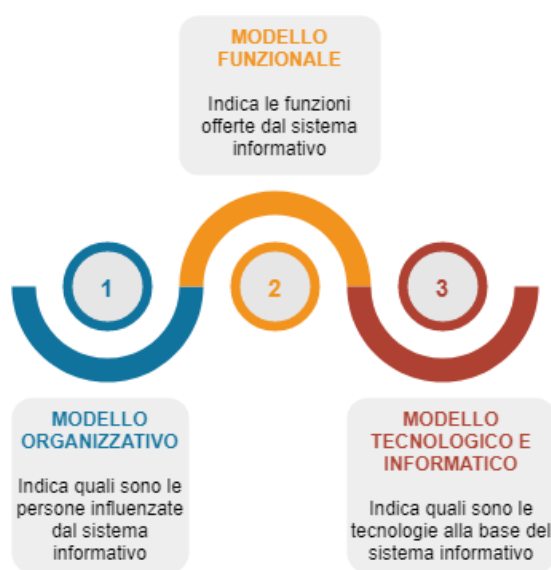 MODELLO
FUNZIONALE
Indica le funzioni
offerte dal sistema
informativo
1
2
3
MODELLO
ORGANIZZATIVO
Indica quali sono le
persone influenzate
dal sistema
informativo
MODELLO
TECNOLOGICO E
INFORMATICO
Indica quali sono le
tecnologie alla base del
sistema informativo